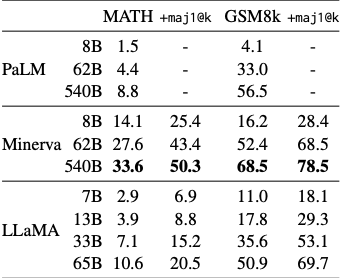 MATH +maj1@k GSM8k +maj1@k
8B 1.5 - 4.1 -
PaLM 62B 4.4 - 33.0 -
540B 8.8 - 56.5 -
8B 14.1 25.4 16.2 28.4
Minerva 62B 27.6 43.4 52.4 68.5
540B 33.6 50.3 68.5 78.5
7B 2.9 6.9 11.0 18.1
LLaMA 13B 3.9 8.8 17.8 29.3
33B 7.1 15.2 35.6 53.1
65B 10.6 20.5 50.9 69.7